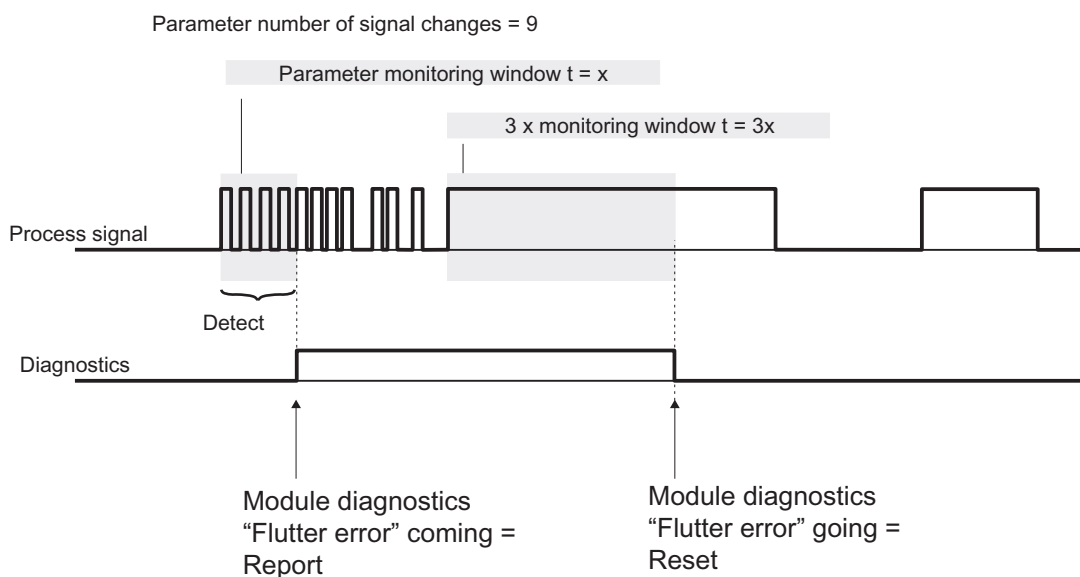 Parameter number of signal changes = 9
Parameter monitoring window t = x
3 x monitoring window t = 3x
Process signal
Detect
Diagnostics
Module diagnostics
“Flutter error” coming =
Report
Module diagnostics
“Flutter error” going =
Reset